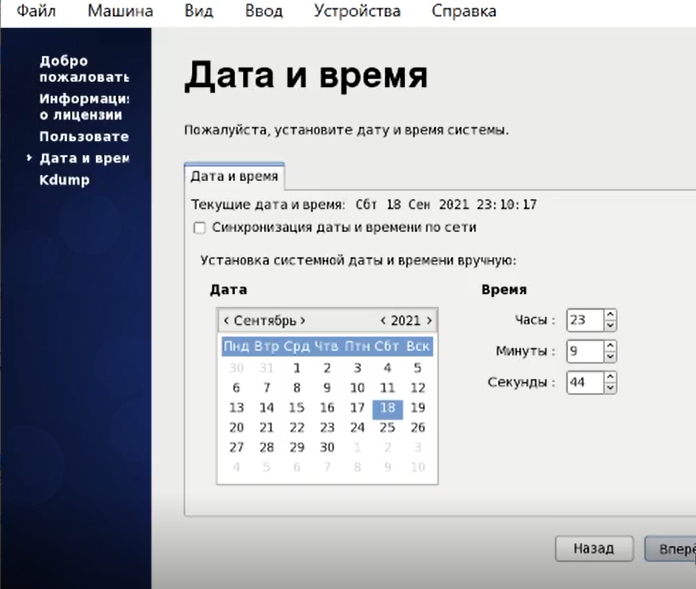 Файл Машина Вид Ввод Устройства Справка
Добро
пожаловать
Информация
о лицензии
Пользовате
Дата и врем
Kdump
Дата и время
Пожалуйста, установите дату и время системы.
Дата и время
Текущие дата и время: Сбт 18 Сен 2021 23:10:17
Синхронизация даты и времени по сети
Установка системной даты и времени вручную:
Дата
< Сентябрь > < 2021 >
Пнд Втр Срд Чтв Птн Сбт Вск
30 31 1 2 3 4 5
6 7 8 9 10 11 12
13 14 15 16 17 18 19
20 21 22 23 24 25 26
27 28 29 30 1 2 3
4 5 6 7 8 9 10
Время
Часы : 23
Минуты : 9
Секунды : 44
Назад
Вперё